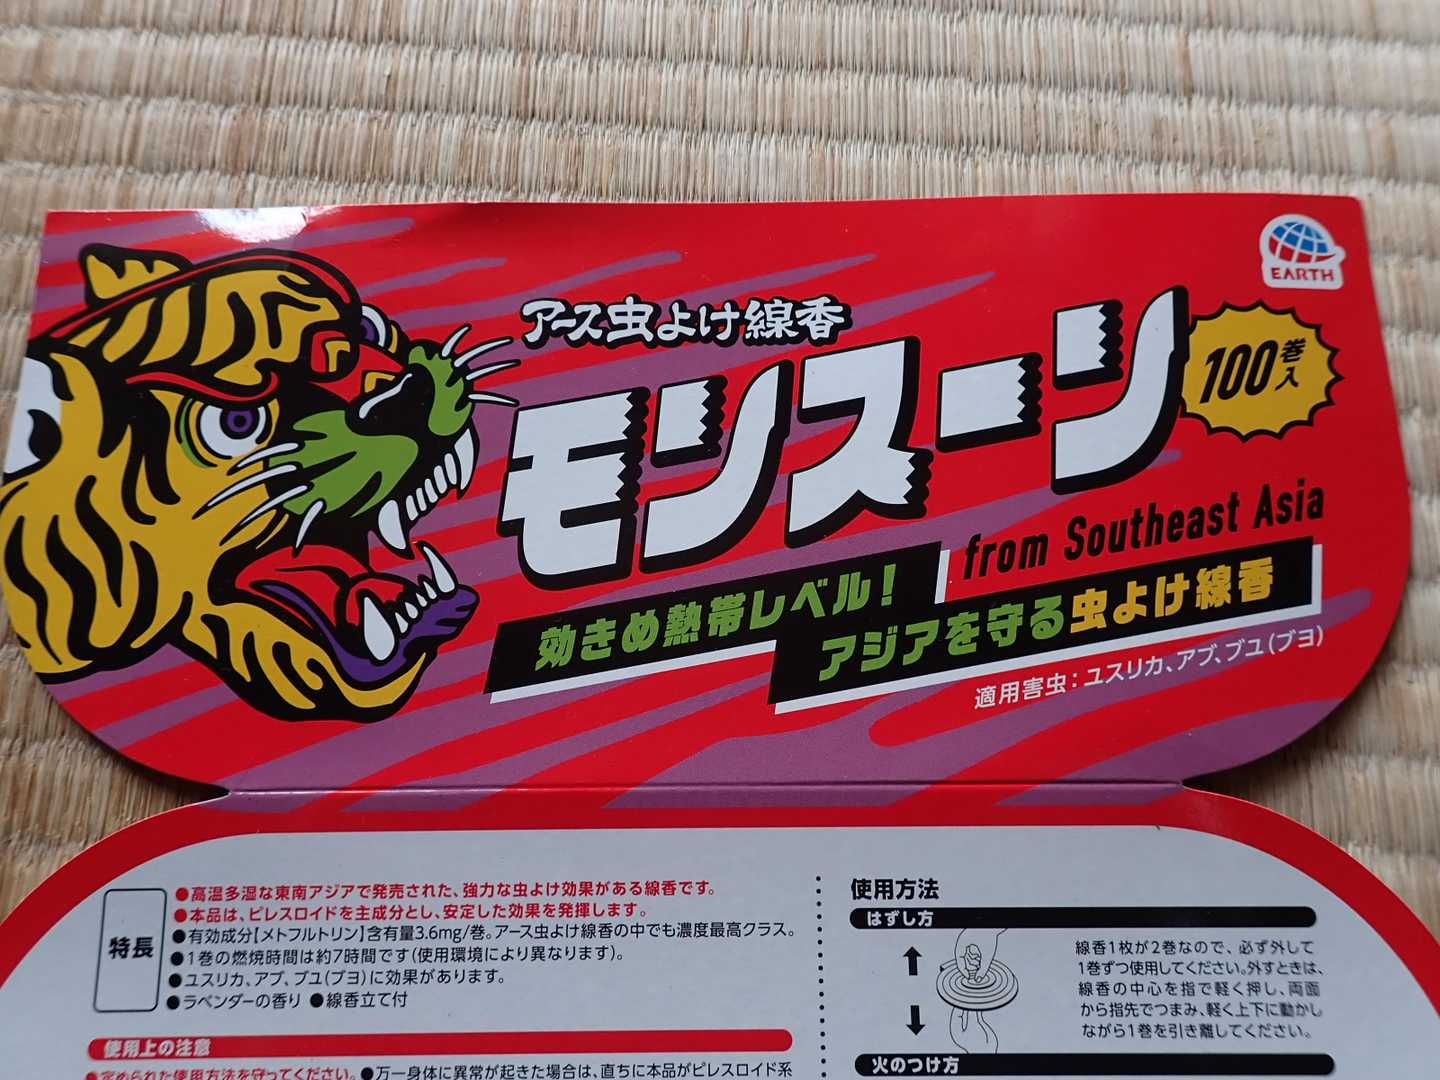 EARTH
アース虫よけ線香
モンスーン
100巻入
from Southeast Asia
効きめ熱帯レベル!
アジアを守る虫よけ線香
適用害虫:ユスリカ、アブ、ブユ(ブヨ)
特長
●高温多湿な東南アジアで発売された、強力な虫よけ効果がある線香です。
●本品は、ピレスロイドを主成分とし、安定した効果を発揮します。
●有効成分【メトフルトリン】含有量3.6mg/巻。アース虫よけ線香の中でも濃度最高クラス。
●1巻の燃焼時間は約7時間です(使用環境により異なります)。
●ユスリカ、アブ、ブユ(ブヨ)に効果があります。
●ラベンダーの香り ●線香立て付
使用上の注意
●定められた使用方法を守ってください。●万一身体に異常が起きた場合は、直ちに本品がピレスロイド系
使用方法
はずし方
線香1枚が2巻なので、必ず外して
1巻ずつ使用してください。外すときは、
線香の中心を指で軽く押し、両面
から指先でつまみ、軽く上下に動かし
ながら1巻を引き離してください。
火のつけ方